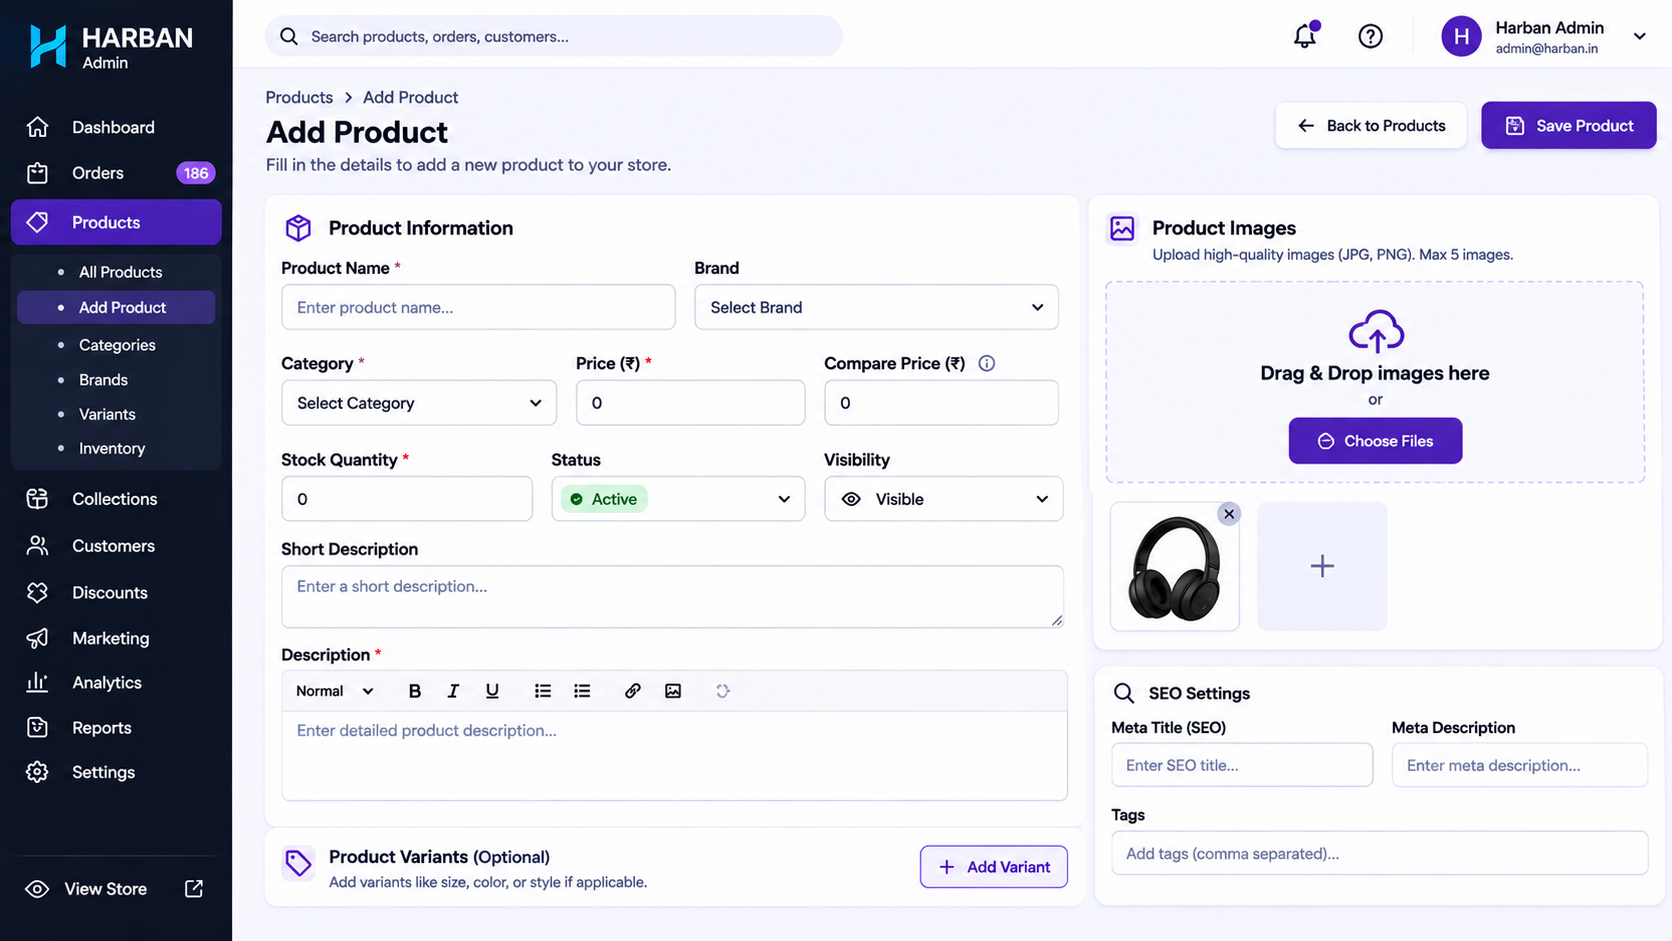 HARBAN
Admin
Dashboard
Orders 186
Products
All Products
Add Product
Categories
Brands
Variants
Inventory
Collections
Customers
Discounts
Marketing
Analytics
Reports
Settings
View Store
Search products, orders, customers...
H
Harban Admin
admin@harban.in
Products > Add Product
Add Product
Fill in the details to add a new product to your store.
Back to Products
Save Product
Product Information
Product Name *
Enter product name...
Brand
Select Brand
Category *
Select Category
Price (₹) *
0
Compare Price (₹)
0
Stock Quantity *
0
Status
Active
Visibility
Visible
Short Description
Enter a short description...
Description *
Normal B I U
Enter detailed product description...
Product Variants (Optional)
Add variants like size, color, or style if applicable.
+ Add Variant
Product Images
Upload high-quality images (JPG, PNG). Max 5 images.
Drag & Drop images here
or
Choose Files
SEO Settings
Meta Title (SEO)
Enter SEO title...
Meta Description
Enter meta description...
Tags
Add tags (comma separated)...